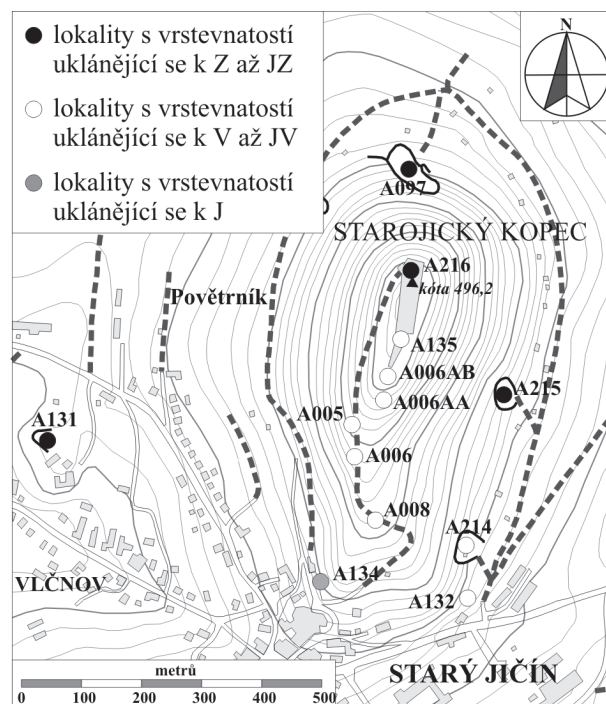 lokality s vrstevnatostí
uklánějící se k Z až JZ
lokality s vrstevnatostí
uklánějící se k V až JV
lokality s vrstevnatostí
uklánějící se k J
N
A097
STAROJICKÝ KOPEC
A216
kóta 496,2
Povětrník
A135
A006AB
A006AA
A215
A005
A131
A006
A008
A214
A134
VLČNOV
A132
STARÝ JIČÍN
metrů
0 100 200 300 400 500